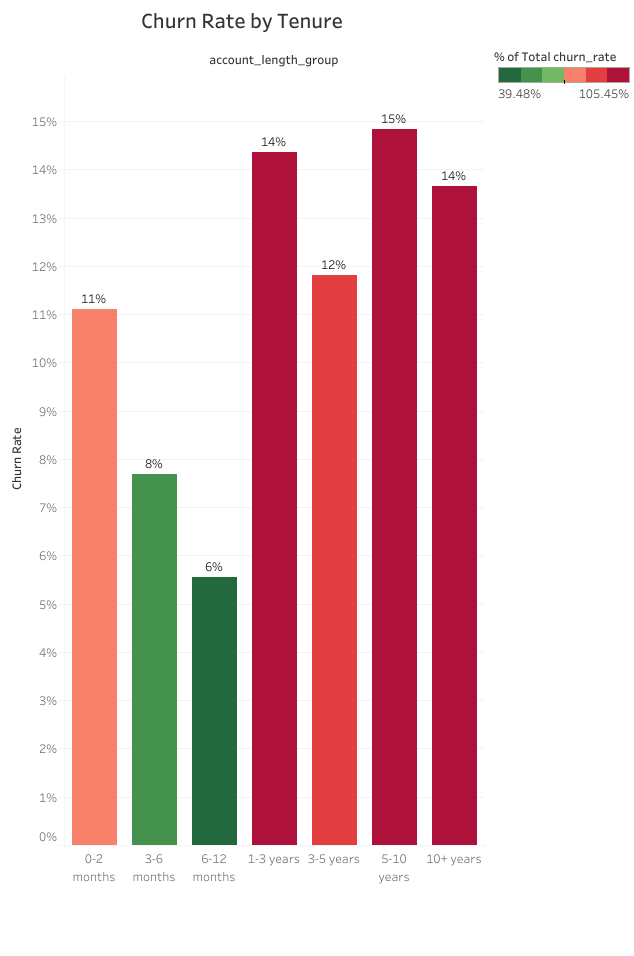 Churn Rate by Tenure
account_length_group
% of Total churn_rate
39.48% 105.45%
Churn Rate
15%
14%
13%
12%
11%
10%
9%
8%
7%
6%
5%
4%
3%
2%
1%
0%
11%
8%
6%
14%
12%
15%
14%
0-2
months
3-6
months
6-12
months
1-3 years
3-5 years
5-10
years
10+ years